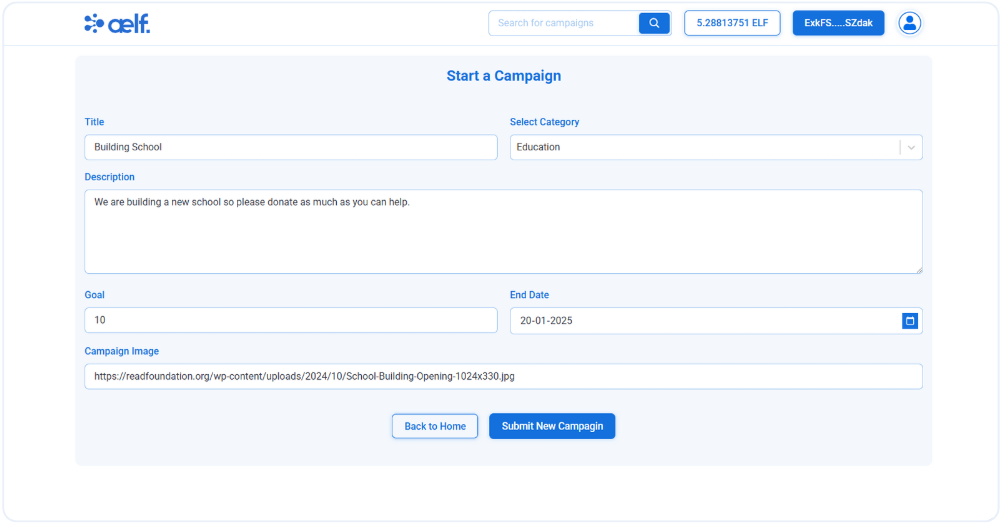 aelf.
Search for campaigns
5.28813751 ELF
ExkFS.....SZdak
Start a Campaign
Title
Select Category
Building School
Education
Description
We are building a new school so please donate as much as you can help.
Goal
End Date
10
20-01-2025
Campaign Image
https://readfoundation.org/wp-content/uploads/2024/10/School-Building-Opening-1024x330.jpg
Back to Home
Submit New Campagin